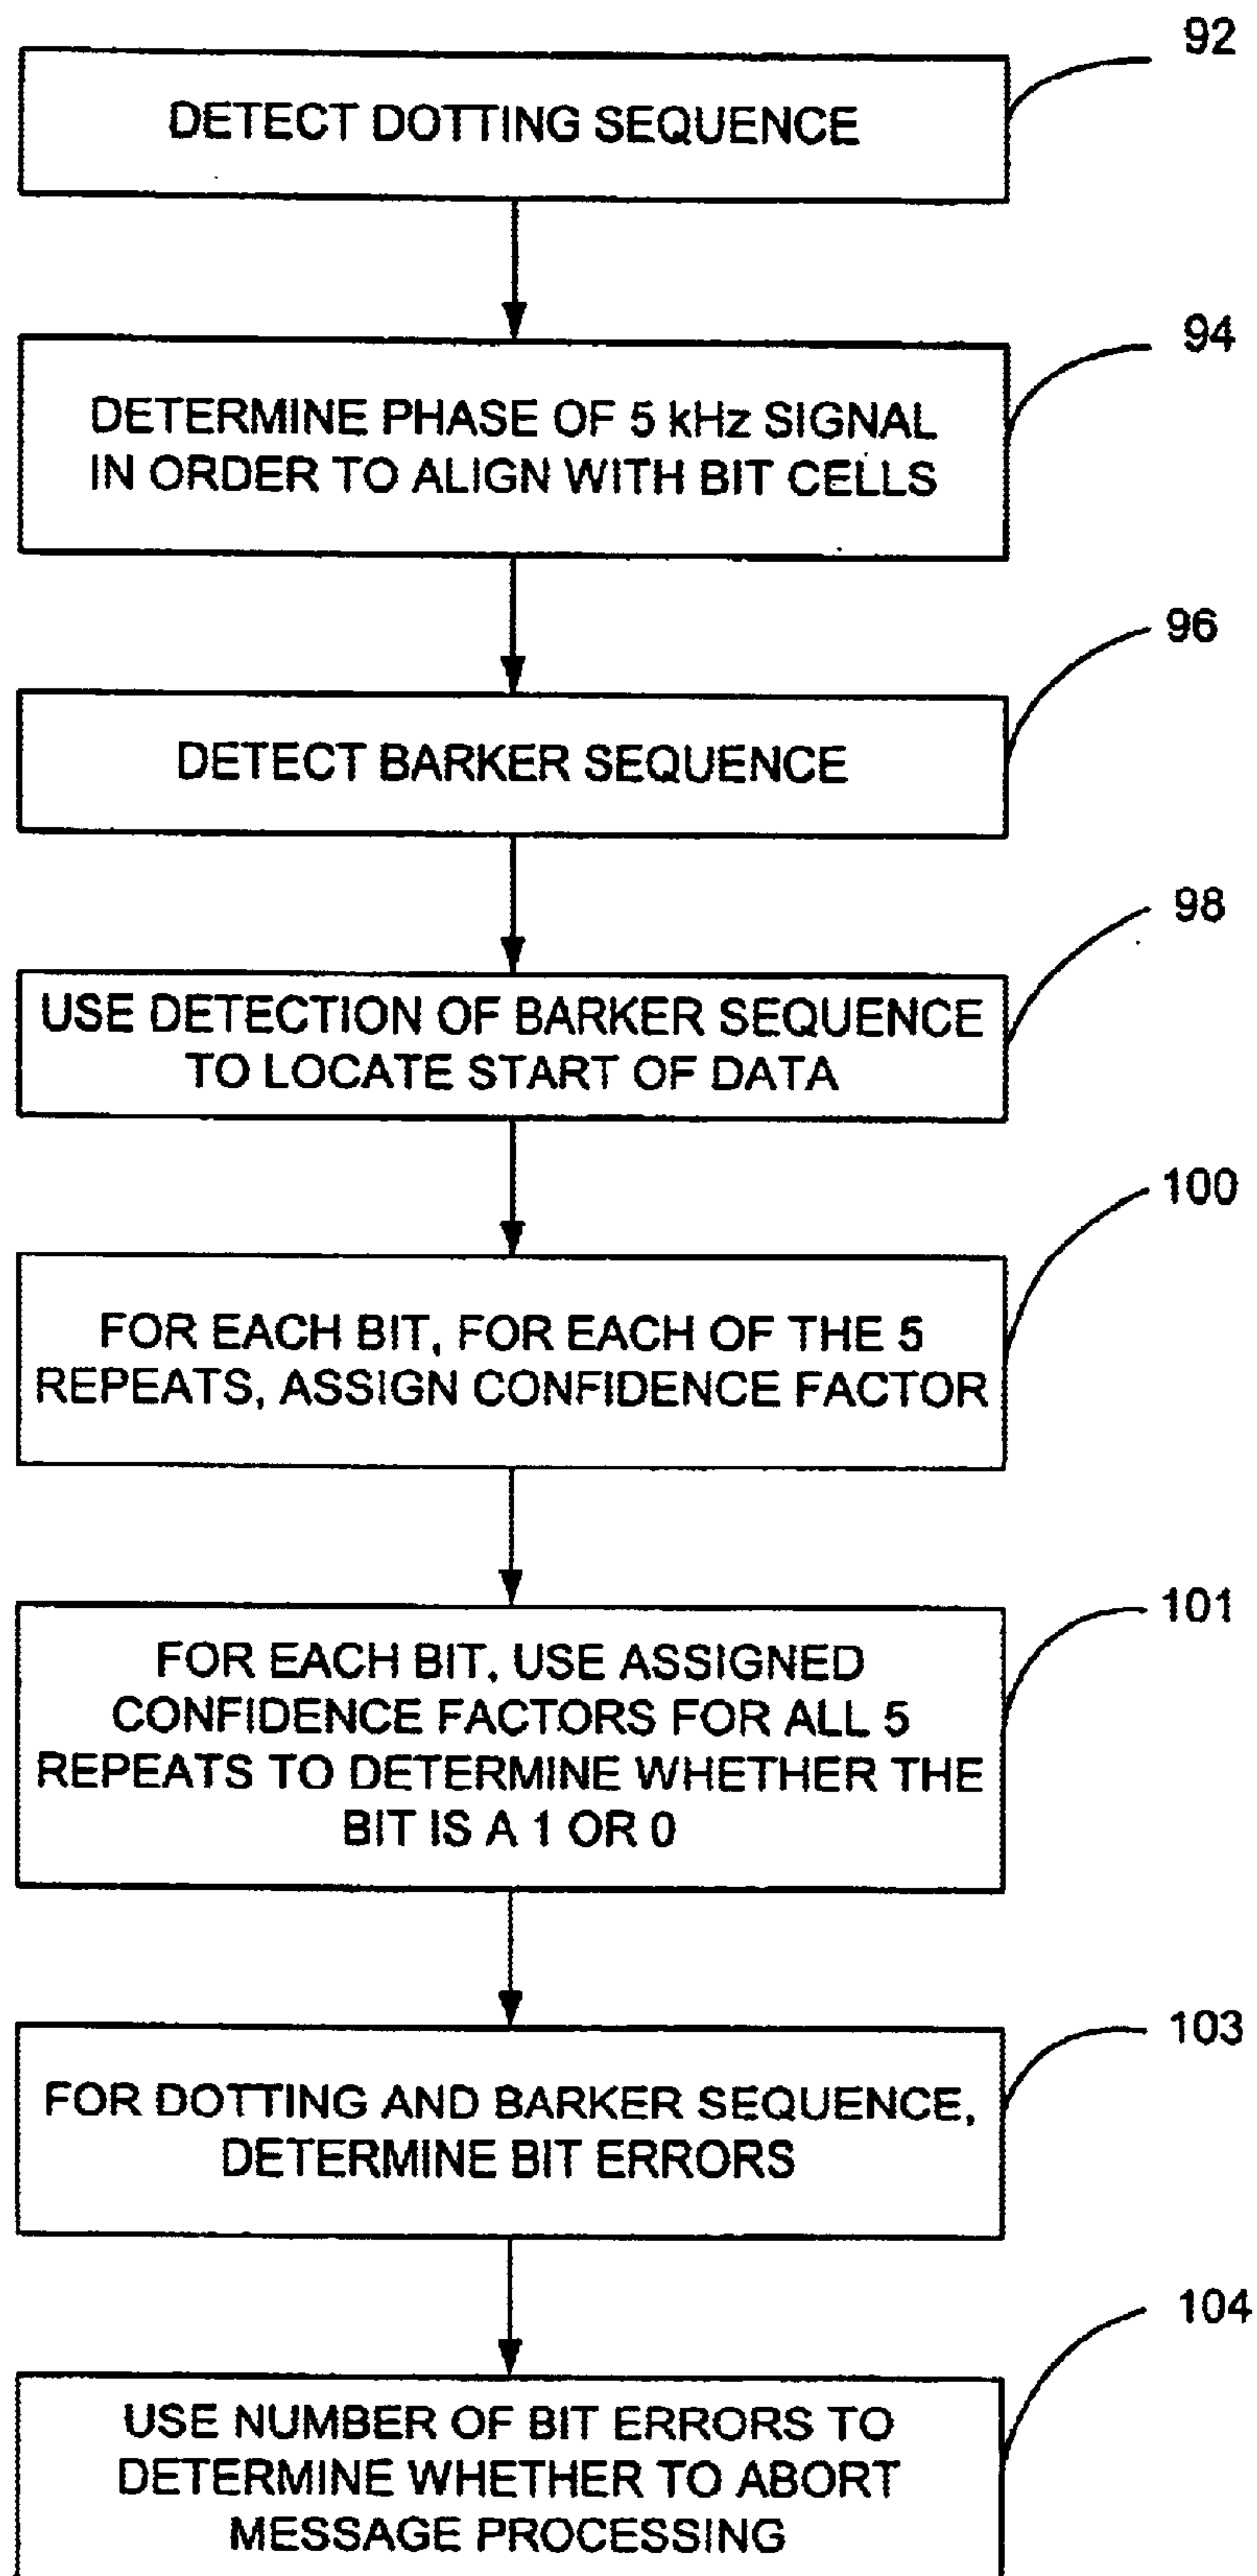 92
DETECT DOTTING SEQUENCE
94
DETERMINE PHASE OF 5 kHz SIGNAL
IN ORDER TO ALIGN WITH BIT CELLS
96
DETECT BARKER SEQUENCE
98
USE DETECTION OF BARKER SEQUENCE
TO LOCATE START OF DATA
100
FOR EACH BIT, FOR EACH OF THE 5
REPEATS, ASSIGN CONFIDENCE FACTOR
101
FOR EACH BIT, USE ASSIGNED
CONFIDENCE FACTORS FOR ALL 5
REPEATS TO DETERMINE WHETHER THE
BIT IS A 1 OR 0
103
FOR DOTTING AND BARKER SEQUENCE,
DETERMINE BIT ERRORS
104
USE NUMBER OF BIT ERRORS TO
DETERMINE WHETHER TO ABORT
MESSAGE PROCESSING